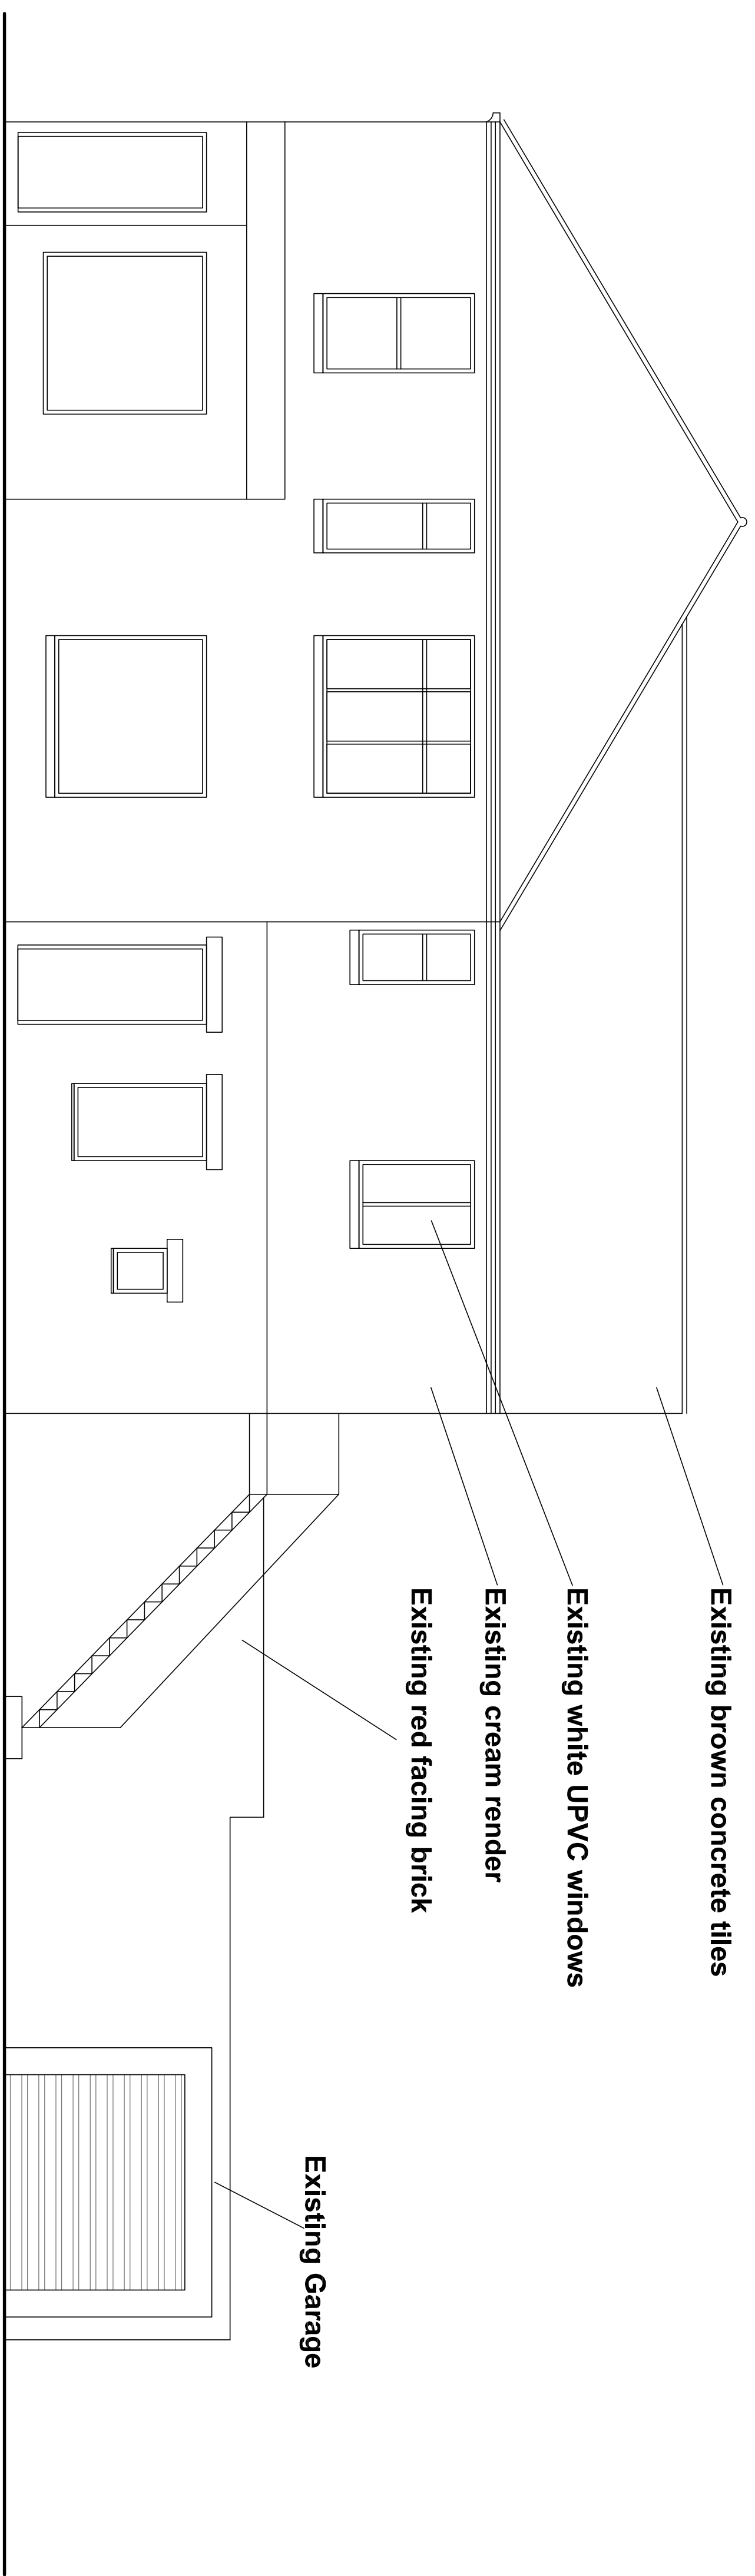 Existing brown concrete tiles
Existing white UPVC windows
Existing cream render
Existing red facing brick
Existing Garage